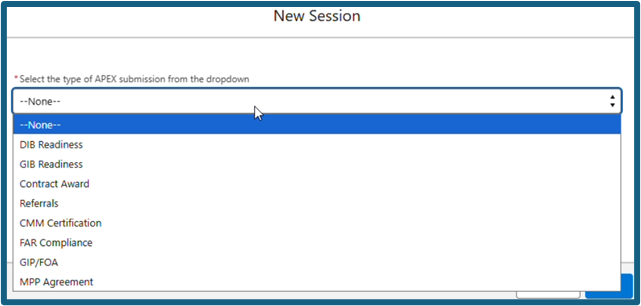 New Session
*Select the type of APEX submission from the dropdown
--None--
--None--
DIB Readiness
GIB Readiness
Contract Award
Referrals
CMM Certification
FAR Compliance
GIP/FOA
MPP Agreement